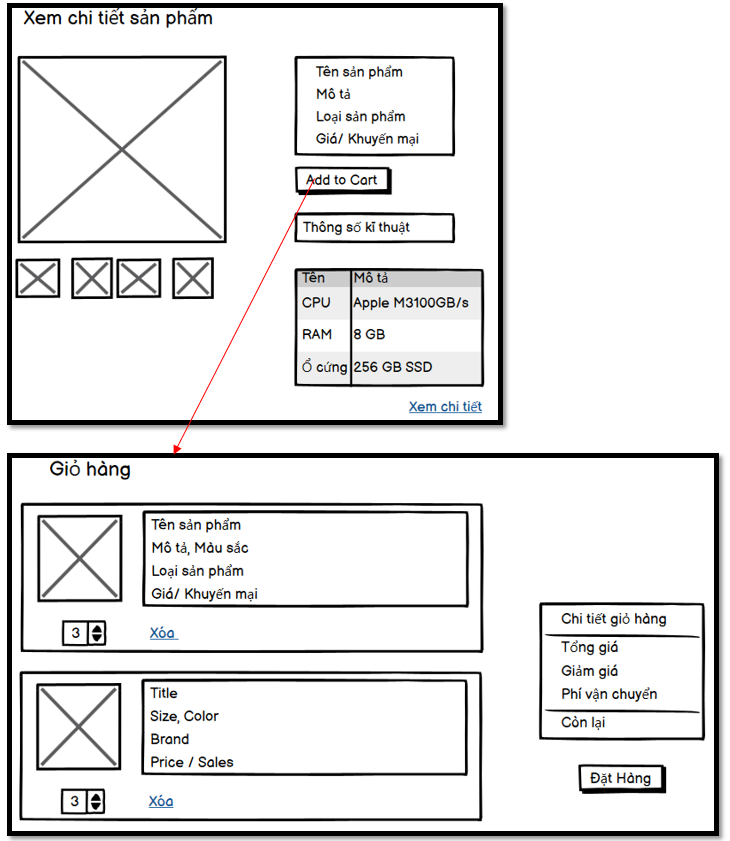 Xem chi tiết sản phẩm
Tên sản phẩm
Mô tả
Loại sản phẩm
Giá/ Khuyến mại
Add to Cart
Thông số kĩ thuật
Tên Mô tả
CPU Apple M3100GB/s
RAM 8 GB
Ổ cứng 256 GB SSD
Xem chi tiết
Giỏ hàng
Tên sản phẩm
Mô tả, Màu sắc
Loại sản phẩm
Giá/ Khuyến mại
3 Xóa
Title
Size, Color
Brand
Price / Sales
3 Xóa
Chi tiết giỏ hàng
Tổng giá
Giảm giá
Phí vận chuyển
Còn lại
Đặt Hàng